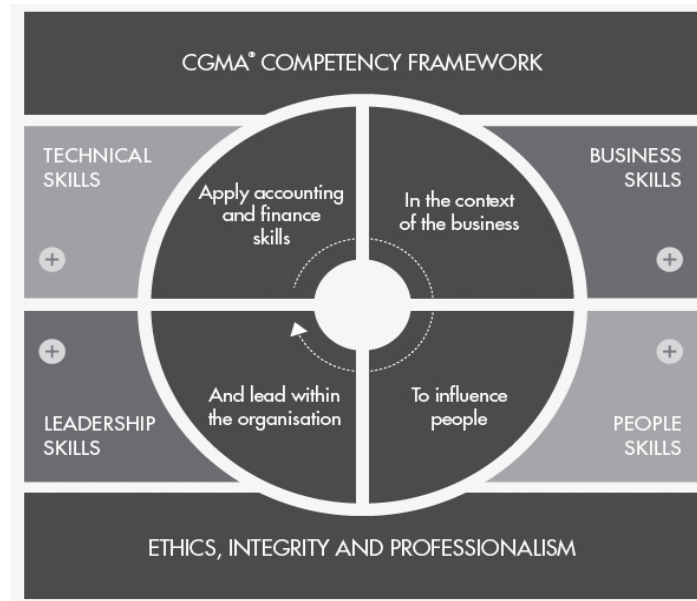 CGMA® COMPETENCY FRAMEWORK
TECHNICAL
SKILLS
Apply accounting
and finance
skills
In the context
of the business
BUSINESS
SKILLS
+
+
+
+
LEADERSHIP
SKILLS
And lead within
the organisation
To influence
people
PEOPLE
SKILLS
ETHICS, INTEGRITY AND PROFESSIONALISM